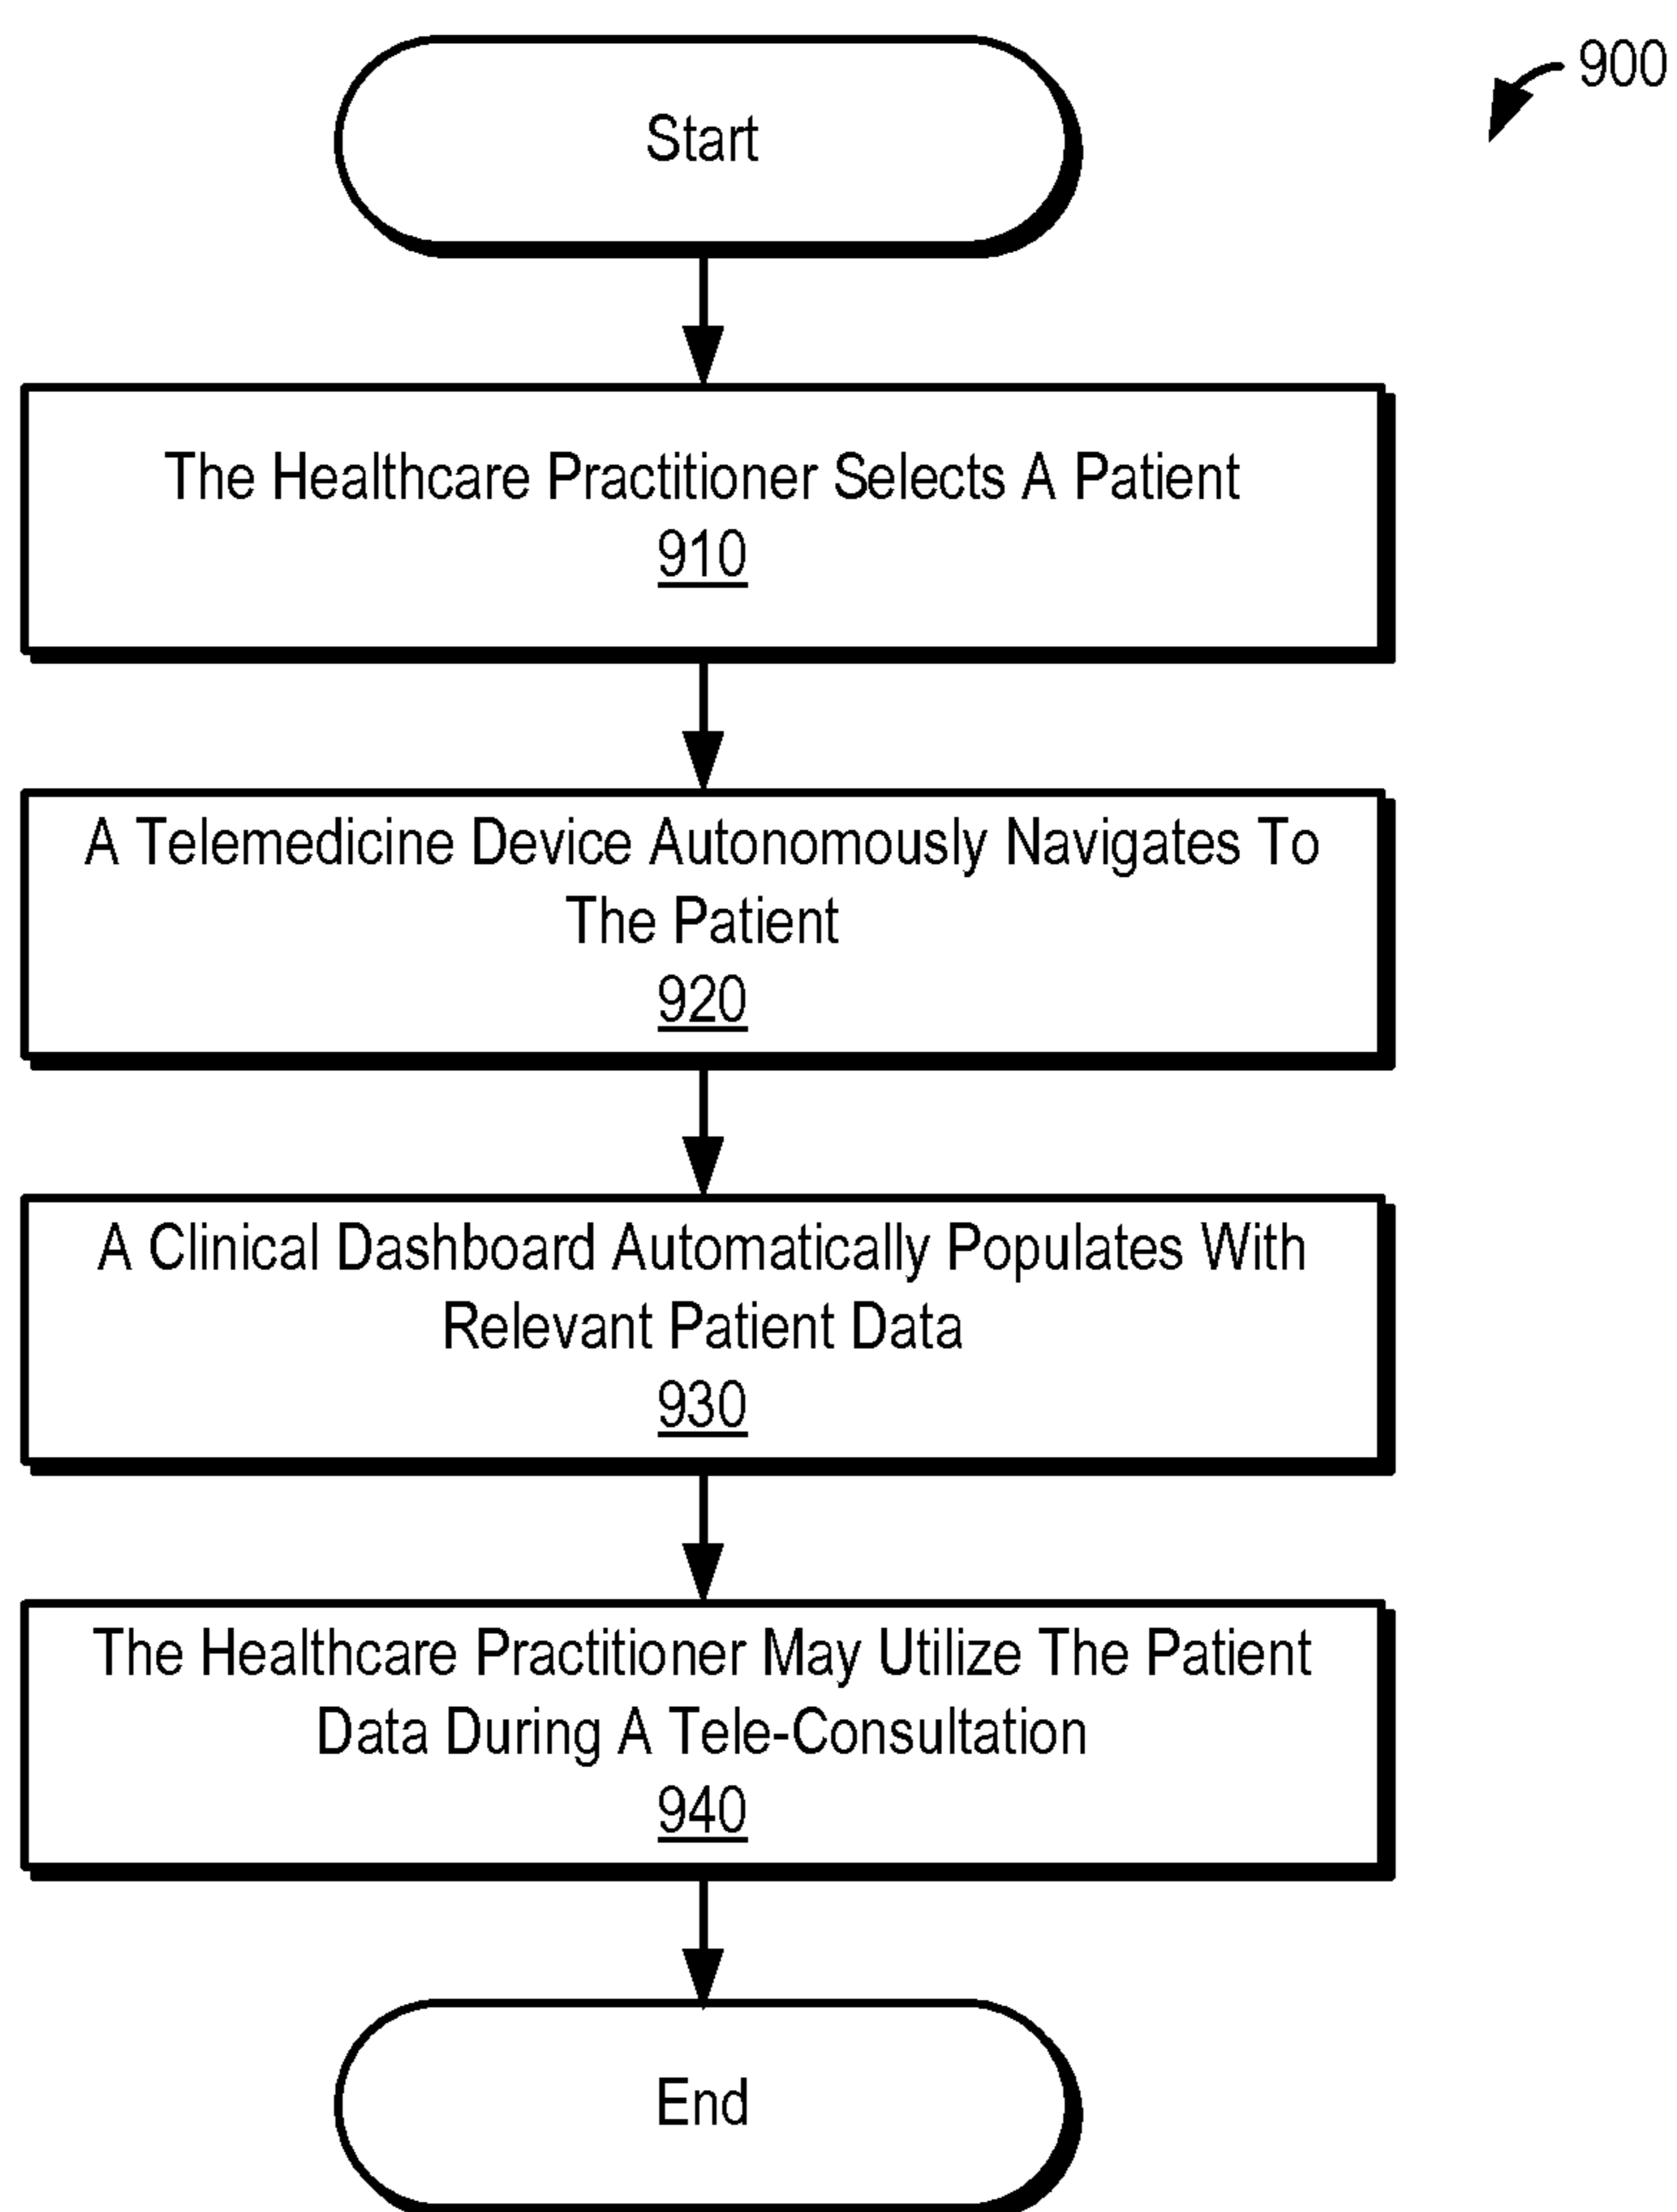 900
Start
The Healthcare Practitioner Selects A Patient
910
A Telemedicine Device Autonomously Navigates To
The Patient
920
A Clinical Dashboard Automatically Populates With
Relevant Patient Data
930
The Healthcare Practitioner May Utilize The Patient
Data During A Tele-Consultation
940
End